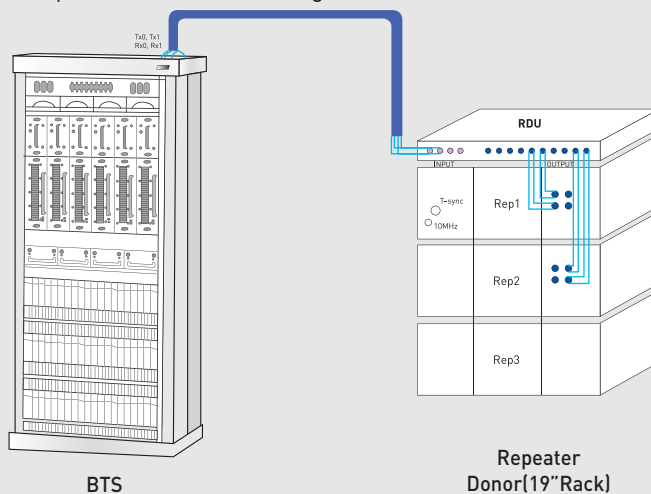 Tx0, Tx1
Rx0, Rx1
RDU
INPUT
OUTPUT
T-sync
10MHz
Rep1
Rep2
Rep3
BTS
Repeater
Donor(19”Rack)